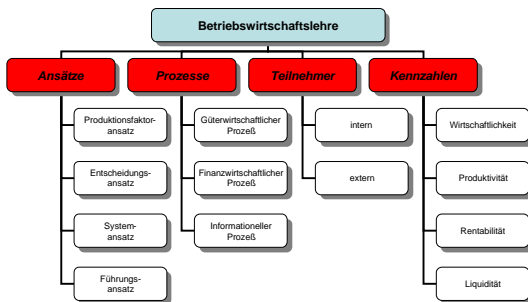 Betriebswirtschaftslehre
Ansätze
Prozesse
Teilnehmer
Kennzahlen
Produktionsfaktor-
ansatz
Entscheidungs-
ansatz
System-
ansatz
Führungs-
ansatz
Güterwirtschaftlicher
Prozeß
Finanzwirtschaftlicher
Prozeß
Informationeller
Prozeß
intern
extern
Wirtschaftlichkeit
Produktivität
Rentabilität
Liquidität